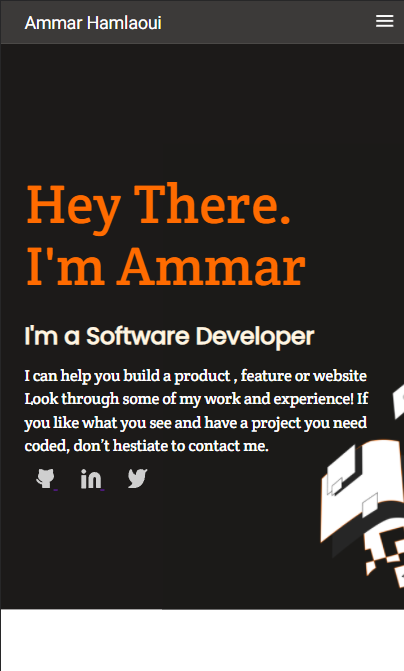 Ammar Hamlaoui
Hey There.
I'm Ammar
I'm a Software Developer
I can help you build a product , feature or website
Look through some of my work and experience! If
you like what you see and have a project you need
coded, don't hestiate to contact me.
in